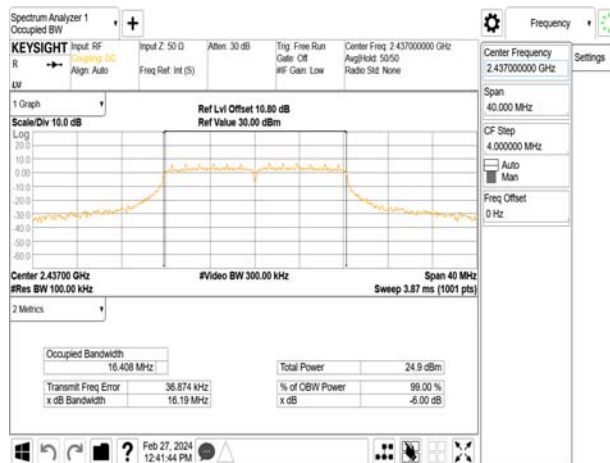 Spectrum Analyzer 1
Occupied BW
Frequency
KEYSIGHT
R
Input: RF
Coupling: DC
Align: Auto
Input Z: 50 Ω
Freq Ref: Int (S)
Atten: 30 dB
Trig: Free Run
Gate: Off
#IF Gain: Low
Center Freq: 2.437000000 GHz
Avg|Hold: 50/50
Radio Std: None
1 Graph
Scale/Div 10.0 dB
Ref Lvl Offset 10.80 dB
Ref Value 30.00 dBm
Log
20.0
10.0
0.00
-10.0
-20.0
-30.0
-40.0
-50.0
-60.0
Center 2.43700 GHz
#Res BW 100.00 kHz
#Video BW 300.00 kHz
Span 40 MHz
Sweep 3.87 ms (1001 pts)
2 Metrics
Occupied Bandwidth
16.408 MHz
Transmit Freq Error 36.874 kHz
x dB Bandwidth 16.19 MHz
Total Power 24.9 dBm
% of OBW Power 99.00 %
x dB -6.00 dB
Center Frequency
2.437000000 GHz
Settings
Span
40.000 MHz
CF Step
4.000000 MHz
Auto
Man
Freq Offset
0 Hz
?
Feb 27, 2024
12:41:44 PM